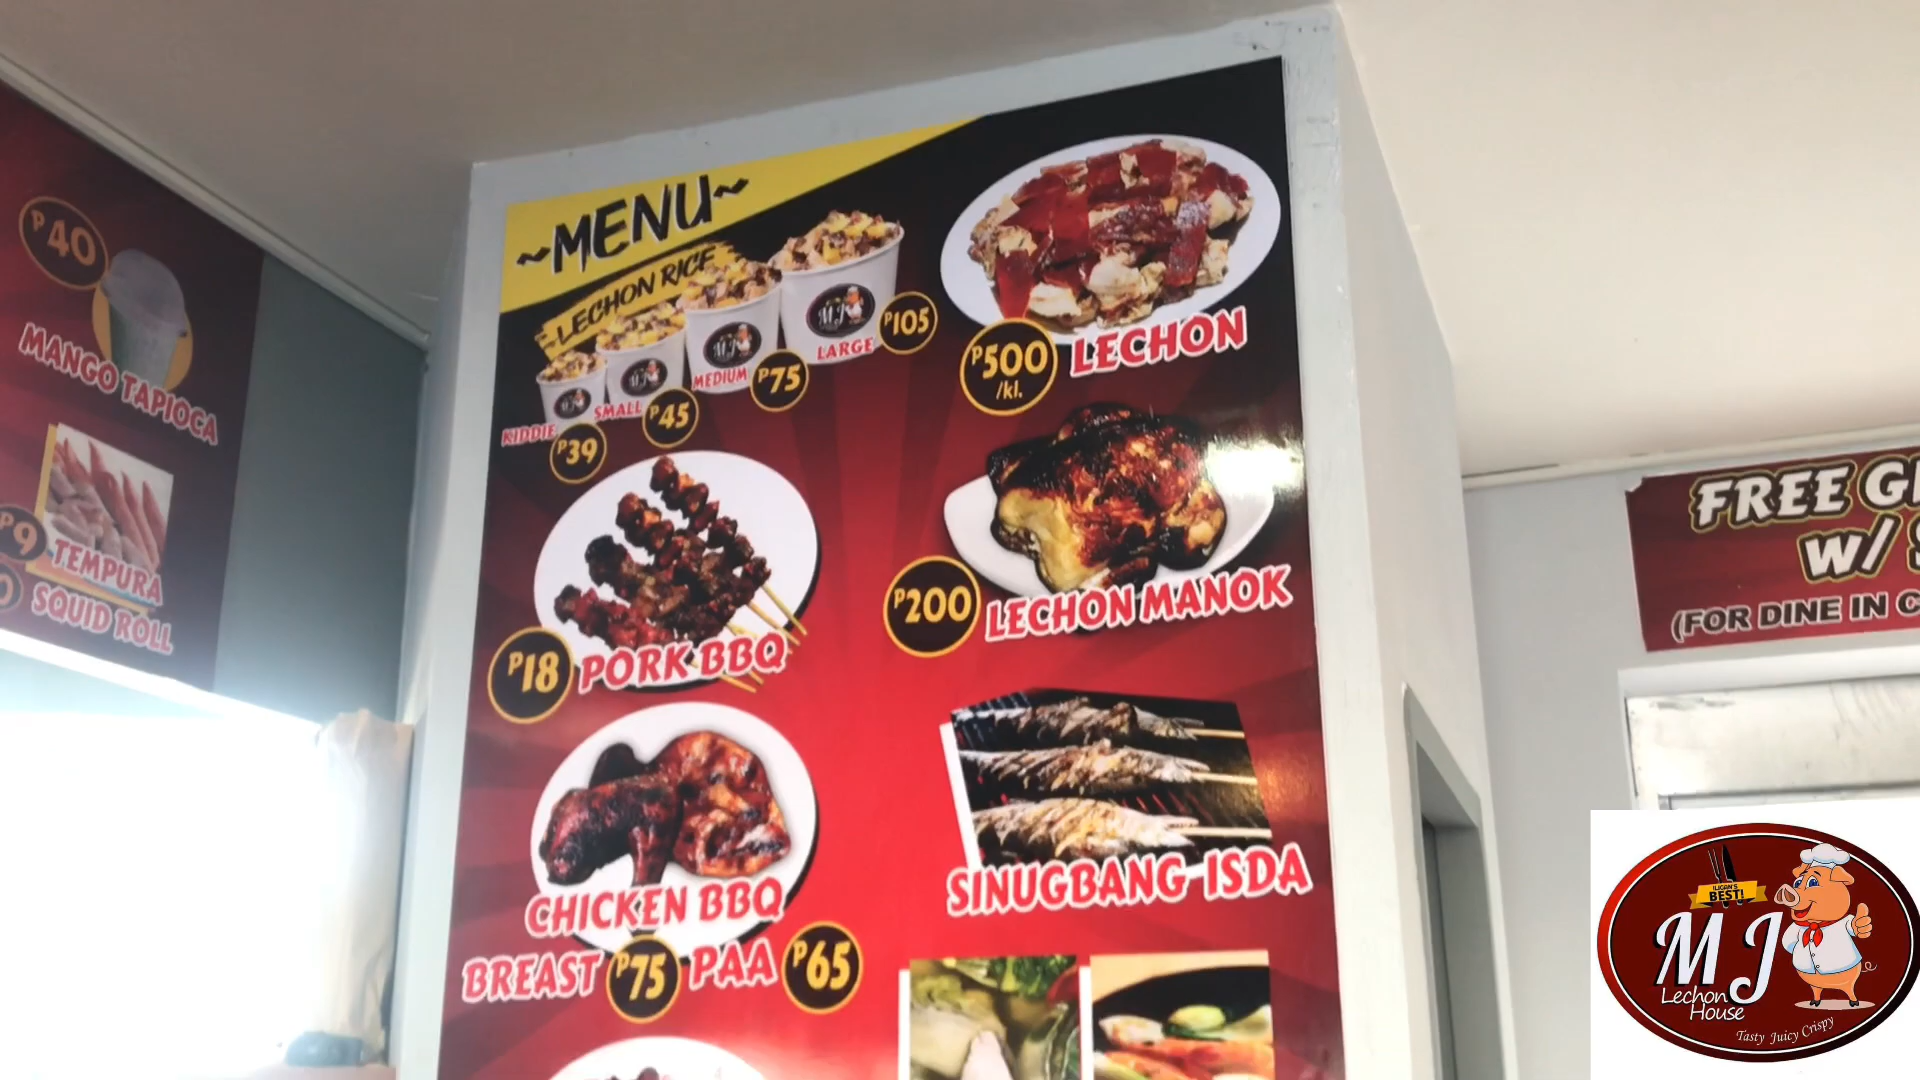 P40
MANGO TAPIOCA
P9
TEMPURA
SQUID ROLL
~MENU~
~LECHON RICE~
KIDDIE
P39
SMALL
P45
MEDIUM
P75
LARGE
P105
P500
/kl.
LECHON
P18
PORK BBQ
P200
LECHON MANOK
CHICKEN BBQ
BREAST P75 PAA P65
SINUGBANG ISDA
FREE
W/
(FOR DINE IN
ILIGAN'S
BEST!
MJ
Lechon
House
Tasty Juicy Crispy